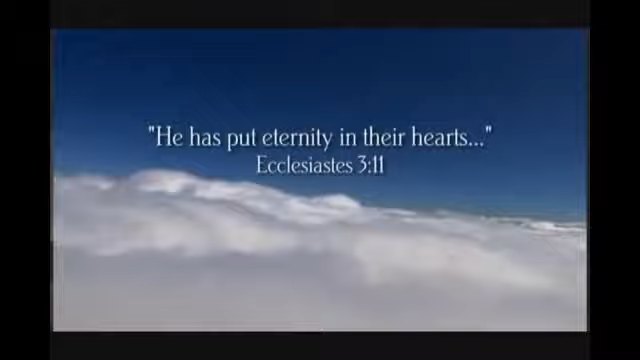 "He has put eternity in their hearts..."
Ecclesiastes 3:11